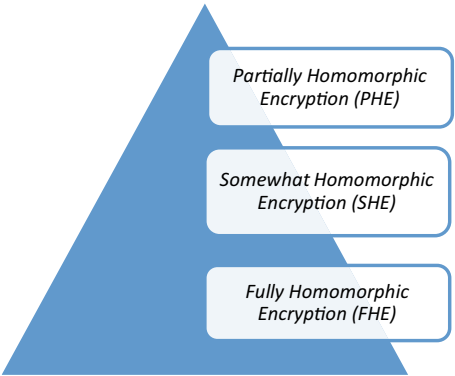 Partially Homomorphic
Encryption (PHE)
Somewhat Homomorphic
Encryption (SHE)
Fully Homomorphic
Encryption (FHE)